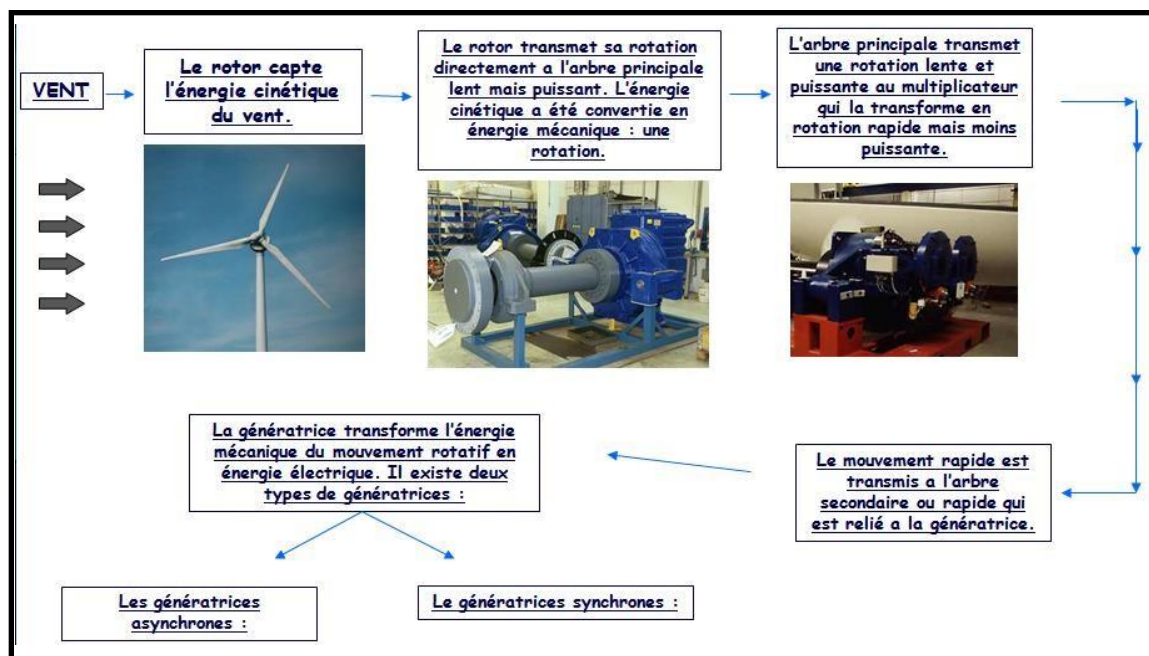 VENT
Le rotor capte
l'énergie cinétique
du vent.
Le rotor transmet sa rotation
directement a l'arbre principale
lent mais puissant. L'énergie
cinétique a été convertie en
énergie mécanique : une
rotation.
L'arbre principale transmet
une rotation lente et
puissante au multiplicateur
qui la transforme en
rotation rapide mais moins
puissante.
Le mouvement rapide est
transmis a l'arbre
secondaire ou rapide qui
est relié a la génératrice.
La génératrice transforme l'énergie
mécanique du mouvement rotatif en
énergie électrique. Il existe deux
types de génératrices :
Les génératrices
asynchrones :
Le génératrices synchrones :